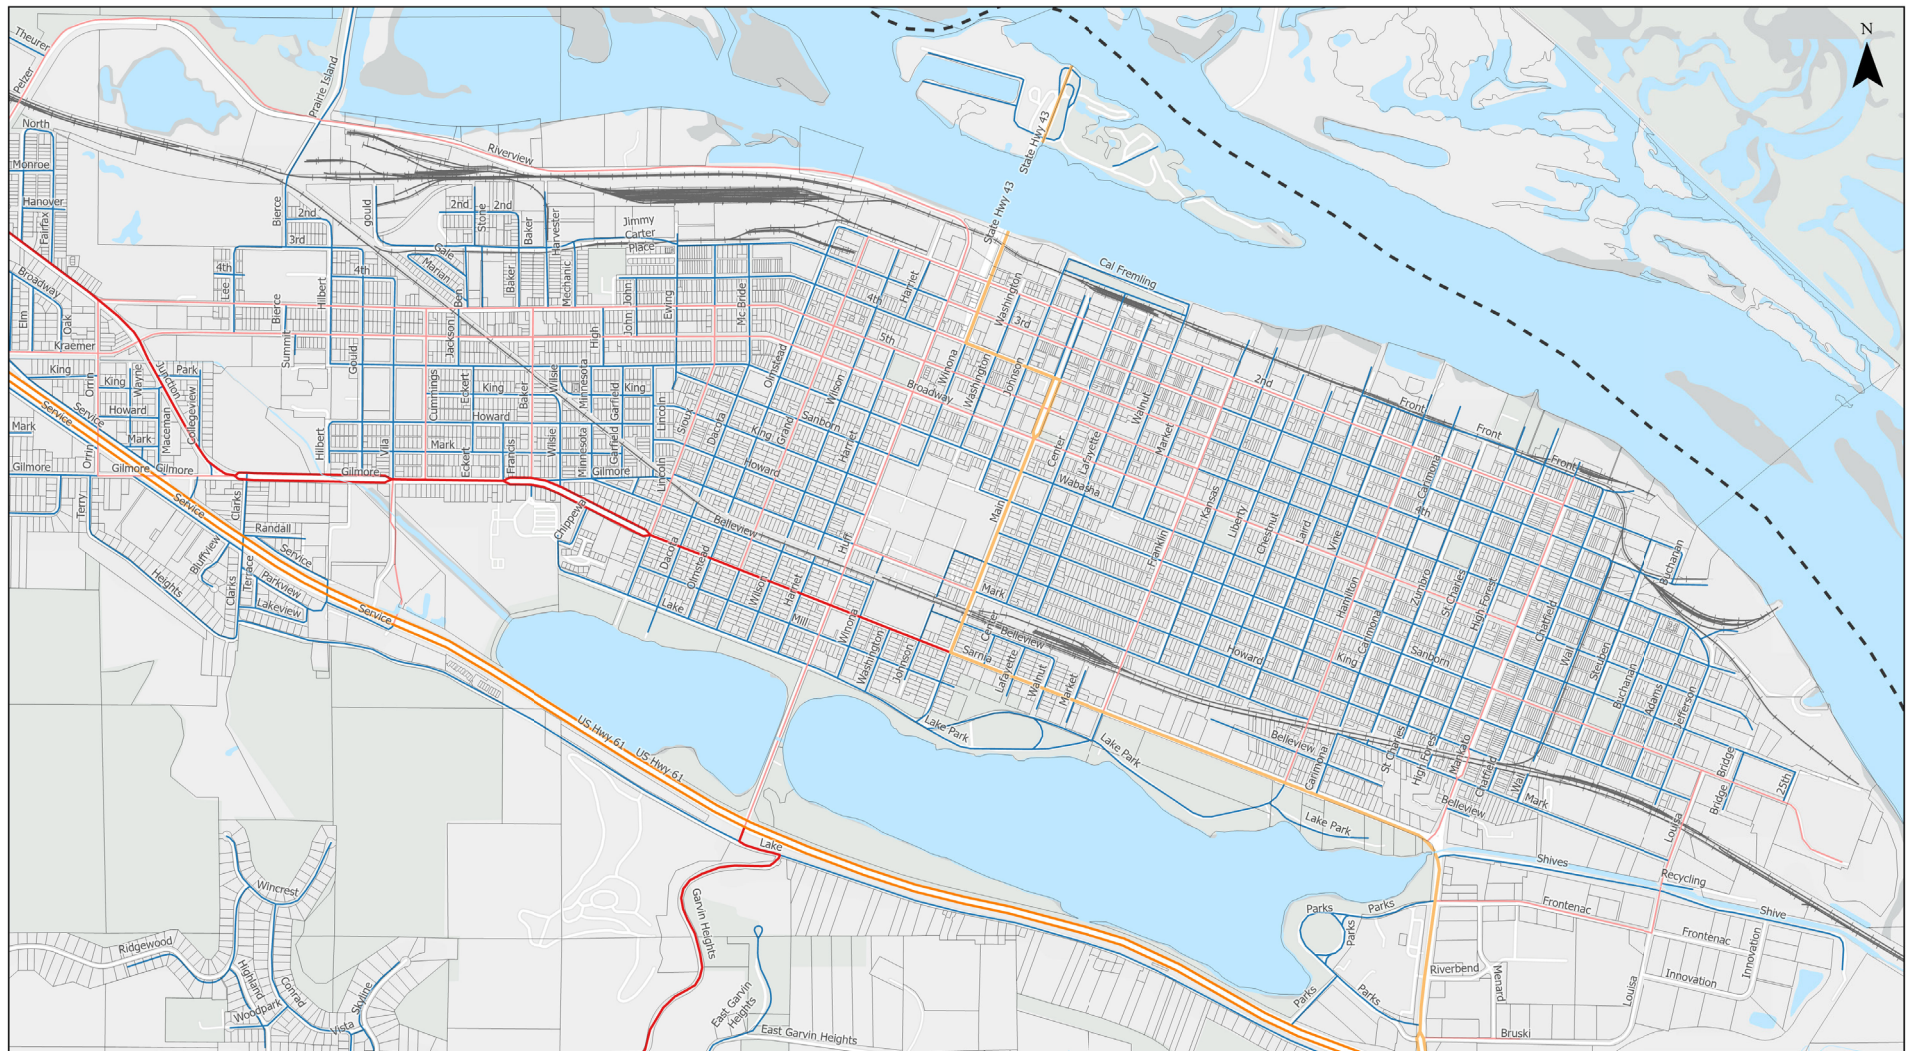 N
Theurer
Pelzer
Prairie Island
State Hwy 43
North
Riverview
Monroe
State Hwy 43
Hanover
Fairfax
Bierce
2nd
gould
2nd
2nd
Stone
Baker
Harvester
Jimmy
Carter
Place
State Hwy 43
3rd
Gale
Marian
4th
4th
Lee
Hilbert
Baker
Mechanic
John
Ewing
Mc Bride
Harriet
Washington
Cal Fremling
Broadway
Elm
Oak
Bierce
Ben
4th
3rd
John
High
5th
Kraemer
Summit
Gould
Jackson
Olmstead
Winona
Washington
Johnson
King
Orrin
King
Wayne
Junction
Park
Cummings
Eckert
King
Baker
Wilsie
Minnesota
Garfield
King
Wilson
Broadway
2nd
Front
Service
Service
Howard
Maceman
Collegeview
Howard
Lincoln
Sioux
Dacota
Grand
Sanborn
King
Harriet
Walnut
Market
Front
Mark
Mark
Hilbert
Villa
Mark
Eckert
Francis
Wilsie
Minnesota
Garfield
Center
Lafayette
Front
Gilmore
Orrin
Gilmore
Gilmore
Gilmore
Gilmore
Lincoln
Howard
Wabasha
Carimona
4th
Terry
Service
Clarks
Randall
Chippewa
Belleview
Main
Kansas
Liberty
Chestnut
Laird
Vine
Bluffview
Service
Terrace
Heights
Clarks
Parkview
Lakeview
Service
Dacota
Olmstead
Huff
Franklin
Buchanan
Lake
Wilson
Harriet
Mill
Winona
Mark
Hamilton
Zumbro
St Charles
High Forest
Chatfield
Washington
Johnson
Center
Belleview
Sarnia
Lafayette
Walnut
Market
Howard
King
Carimona
Sanborn
Wall
Steuben
Buchanan
Adams
Jefferson
US Hwy 61
US Hwy 61
Lake Park
Lake Park
Belleview
Carimona
St Charles
High Forest
Mankato
Chatfield
Wall
Mark
Bridge
Bridge
25th
Belleview
Lake Park
Louisa
Lake
Shives
Recycling
Shive
Wincrest
Garvin Heights
Parks
Parks
Parks
Frontenac
Frontenac
Innovation
Ridgewood
Highland
Conrad
Skyline
Woodpark
Vista
East Garvin
Heights
East Garvin Heights
Parks
Parks
Riverbend
Menard
Innovation
Louisa
Bruski